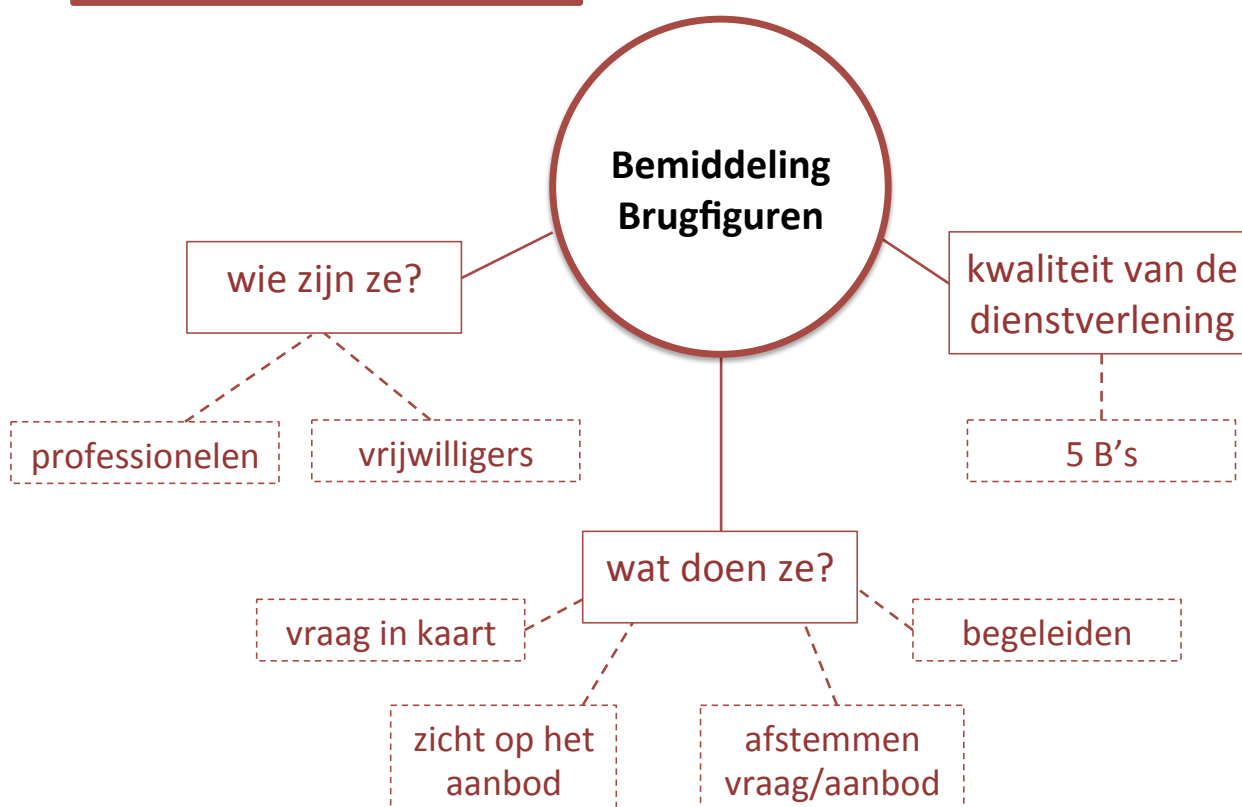 Bemiddeling
Brugfiguren
wie zijn ze?
professionelen
vrijwilligers
kwaliteit van de
dienstverlening
5 B’s
wat doen ze?
vraag in kaart
zicht op het
aanbod
afstemmen
vraag/aanbod
begeleiden